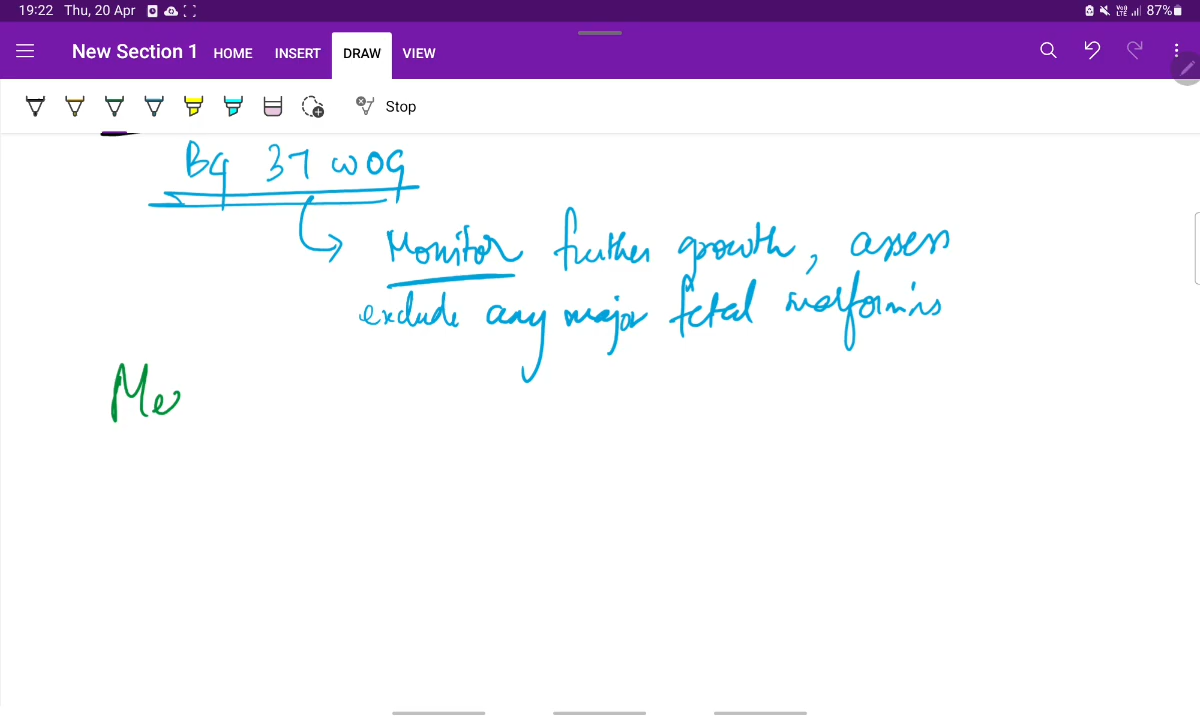 19:22 Thu, 20 Apr 87%
New Section 1 HOME INSERT DRAW VIEW
Stop
B4 37 WOG
Monitor further growth, assess
exclude any major fetal malformins
Me